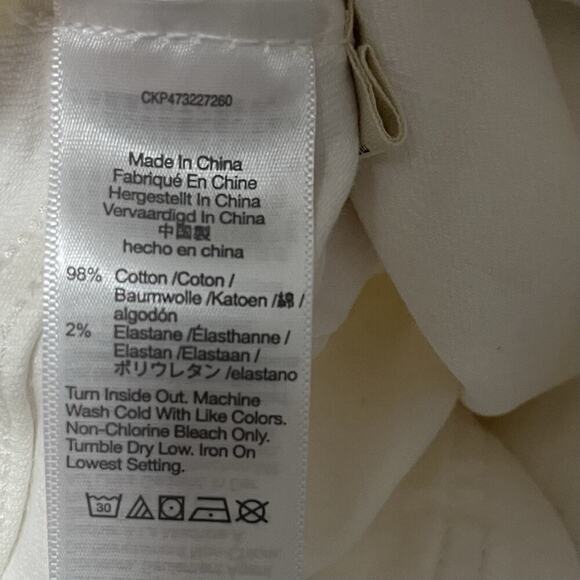 CKP473227260
Made In China
Fabriqué En Chine
Hergestellt In China
Vervaardigd In China
中国製
hecho en china
98% Cotton /Coton /
Baumwolle /Katoen /綿 /
algodón
2% Elastane /Élasthanne /
Elastan /Elastaan /
ポリウレタン /elastano
Turn Inside Out. Machine
Wash Cold With Like Colors.
Non-Chlorine Bleach Only.
Tumble Dry Low. Iron On
Lowest Setting.
30